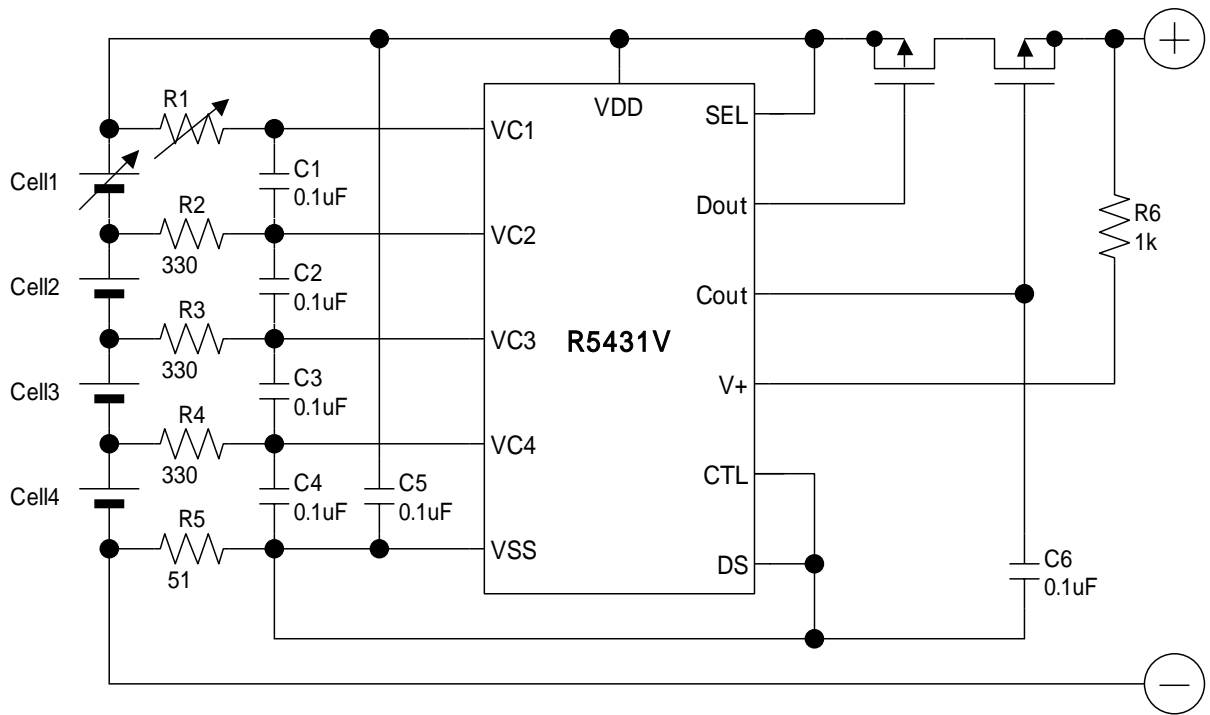 R1
VDD
SEL
VC1
Cell1
C1
0.1uF
R2
Dout
R6
1k
330
VC2
Cell2
C2
0.1uF
Cout
R3
330
VC3
R5431V
Cell3
C3
0.1uF
V+
R4
330
VC4
CTL
Cell4
C4
0.1uF
C5
0.1uF
R5
51
VSS
DS
C6
0.1uF